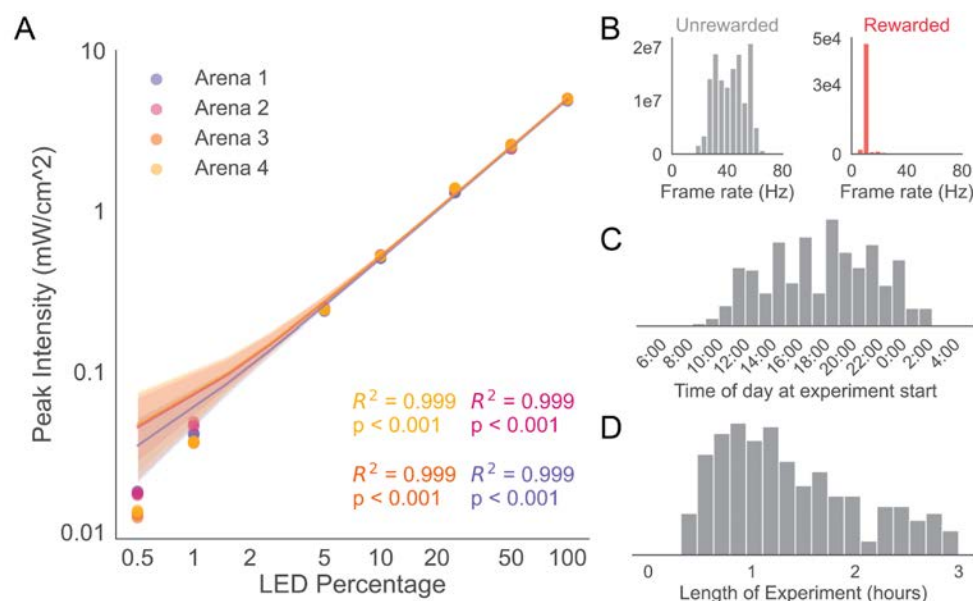 A
10
1
0.1
0.01
Peak Intensity (mW/cm^2)
Arena 1
Arena 2
Arena 3
Arena 4
R² = 0.999 R² = 0.999
p < 0.001 p < 0.001
R² = 0.999 R² = 0.999
p < 0.001 p < 0.001
0.5 1 2 5 10 20 50 100
LED Percentage
B
Unrewarded
2e7
1e7
0
0 40 80
Frame rate (Hz)
Rewarded
5e4
3e4
0
0 40 80
Frame rate (Hz)
C
6:00 8:00 10:00 12:00 14:00 16:00 18:00 20:00 22:00 0:00 2:00 4:00
Time of day at experiment start
D
0 1 2 3
Length of Experiment (hours)